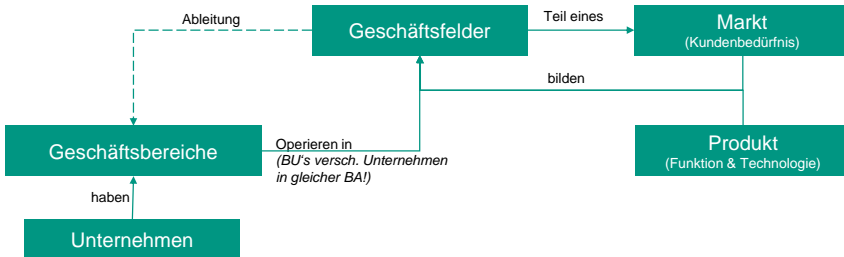 Ableitung
Geschäftsfelder
Teil eines
Markt
(Kundenbedürfnis)
bilden
Geschäftsbereiche
Operieren in
(BU‘s versch. Unternehmen
in gleicher BA!)
Produkt
(Funktion & Technologie)
haben
Unternehmen